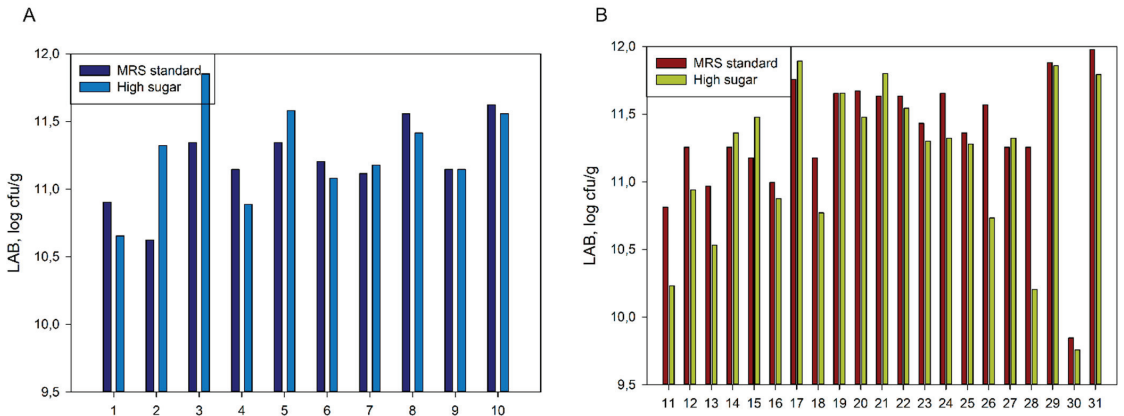 A
LAB, log cfu/g
12,0
11,5
11,0
10,5
10,0
9,5
MRS standard
High sugar
1 2 3 4 5 6 7 8 9 10
B
LAB, log cfu/g
12,0
11,5
11,0
10,5
10,0
9,5
MRS standard
High sugar
11 12 13 14 15 16 17 18 19 20 21 22 23 24 25 26 27 28 29 30 31